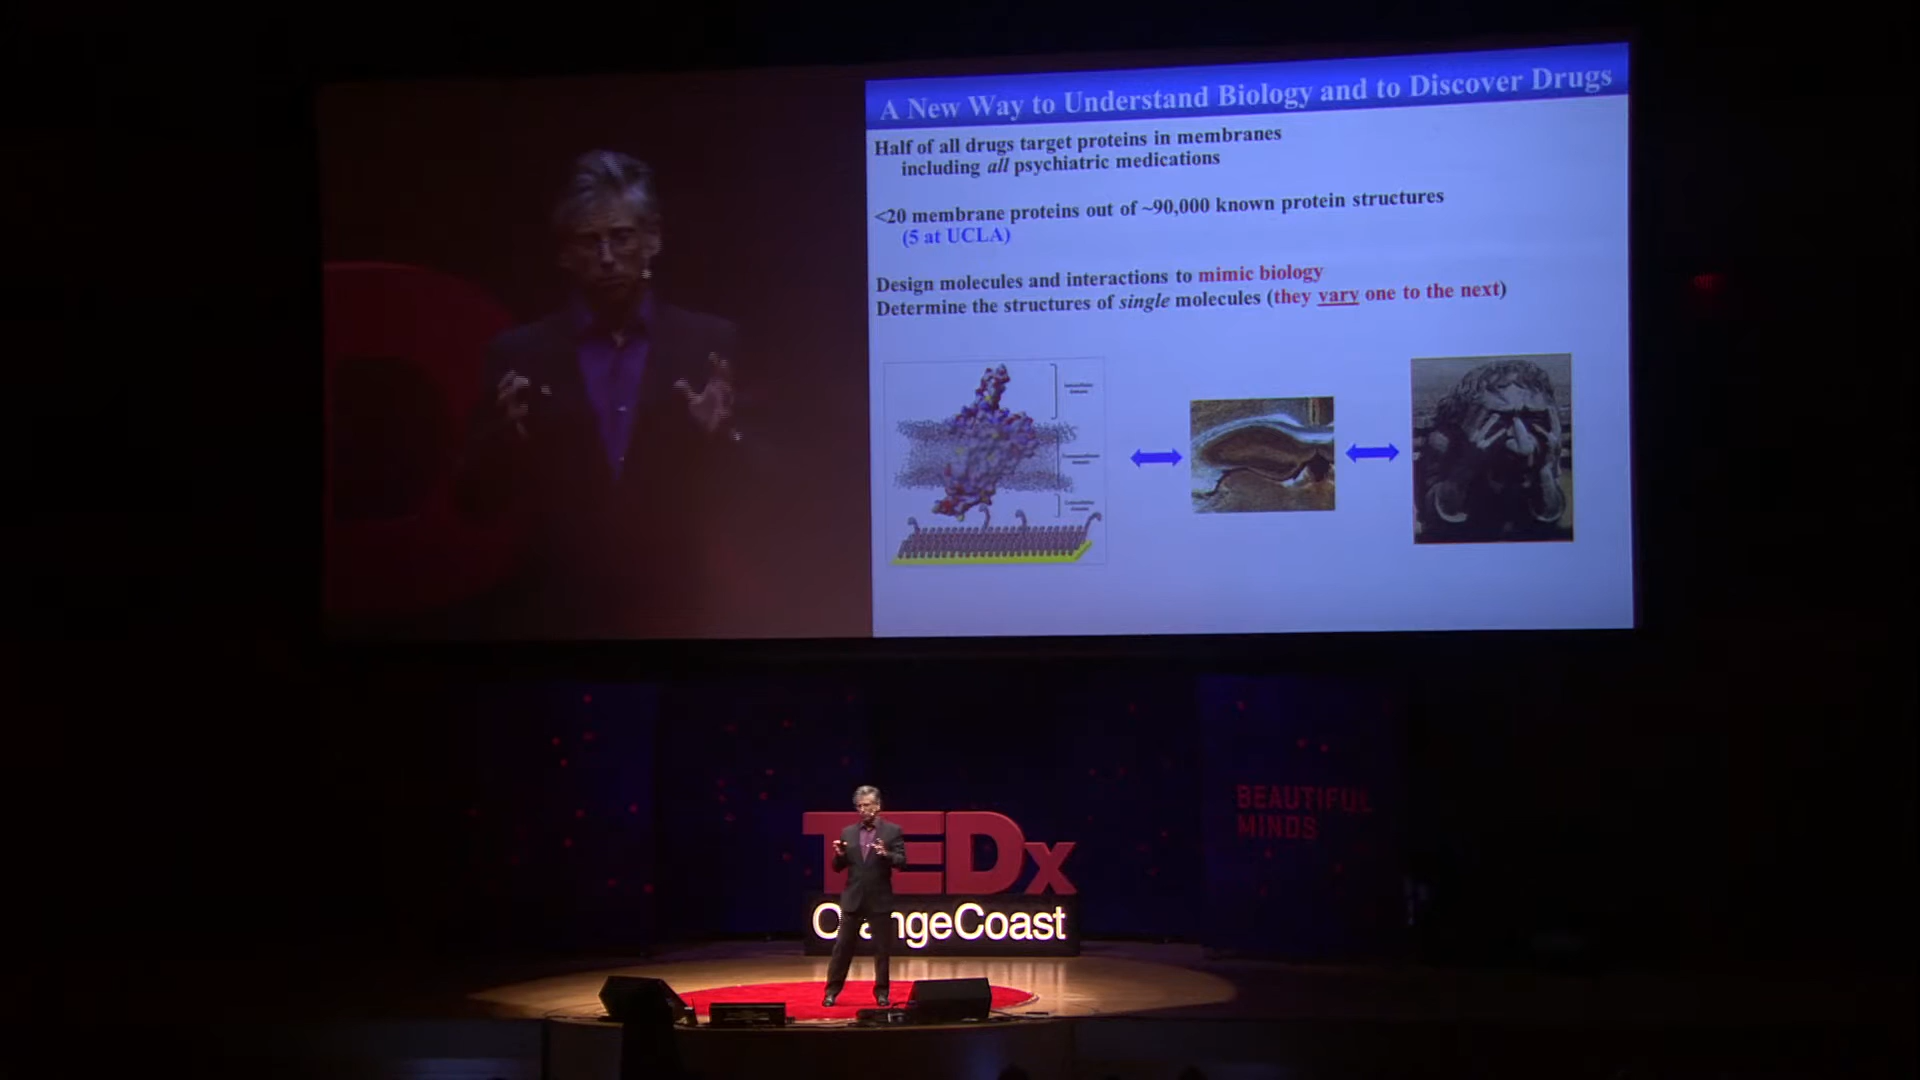 A New Way to Understand Biology and to Discover Drugs
Half of all drugs target proteins in membranes
including all psychiatric medications
<20 membrane proteins out of ~90,000 known protein structures
(5 at UCLA)
Design molecules and interactions to mimic biology
Determine the structures of single molecules (they vary one to the next)
BEAUTIFUL
MINDS
TEDx
OrangeCoast